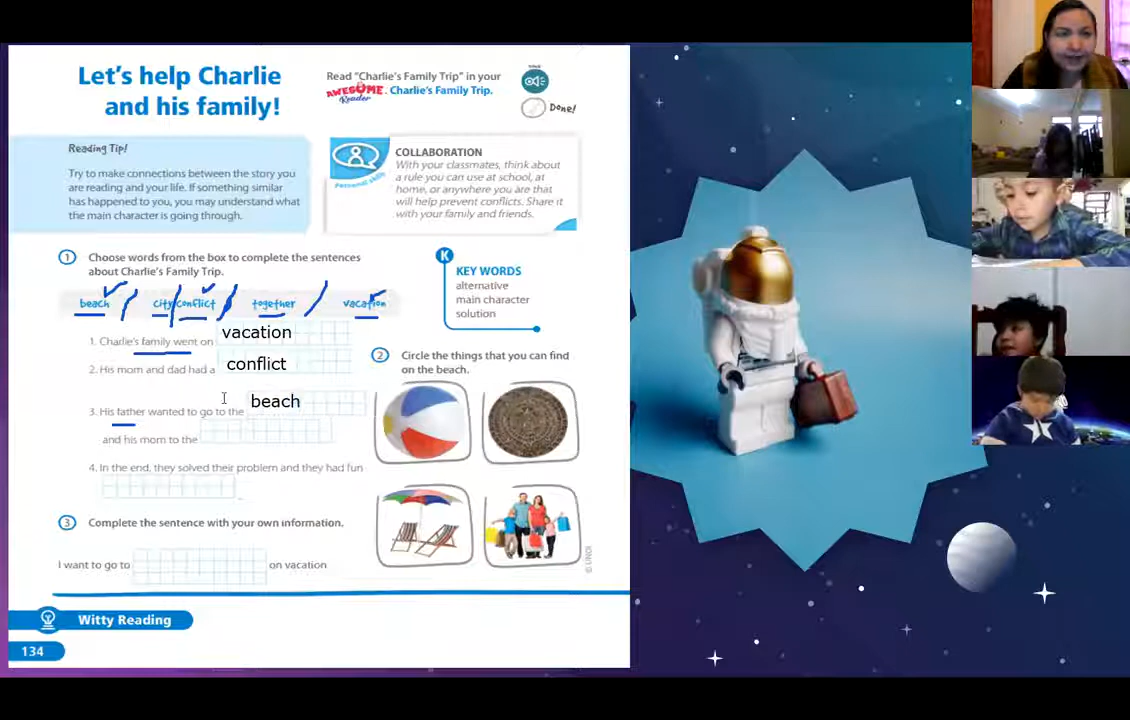 Let's help Charlie
and his family!
Read "Charlie's Family Trip" in your
AWESOME Reader. Charlie's Family Trip.
Done!
Reading Tip!
Try to make connections between the story you
are reading and your life. If something similar
has happened to you, you may understand what
the main character is going through.
Personal skills
COLLABORATION
With your classmates, think about
a rule you can use at school, at
home, or anywhere you are that
will help prevent conflicts. Share it
with your family and friends.
1 Choose words from the box to complete the sentences
about Charlie's Family Trip.
beach city conflict together vacation
1. Charlie's family went on vacation
2. His mom and dad had a conflict
3. His father wanted to go to the beach
and his mom to the
4. In the end, they solved their problem and they had fun
K
KEY WORDS
alternative
main character
solution
2 Circle the things that you can find
on the beach.
3 Complete the sentence with your own information.
I want to go to on vacation
© UNOI
Witty Reading
134